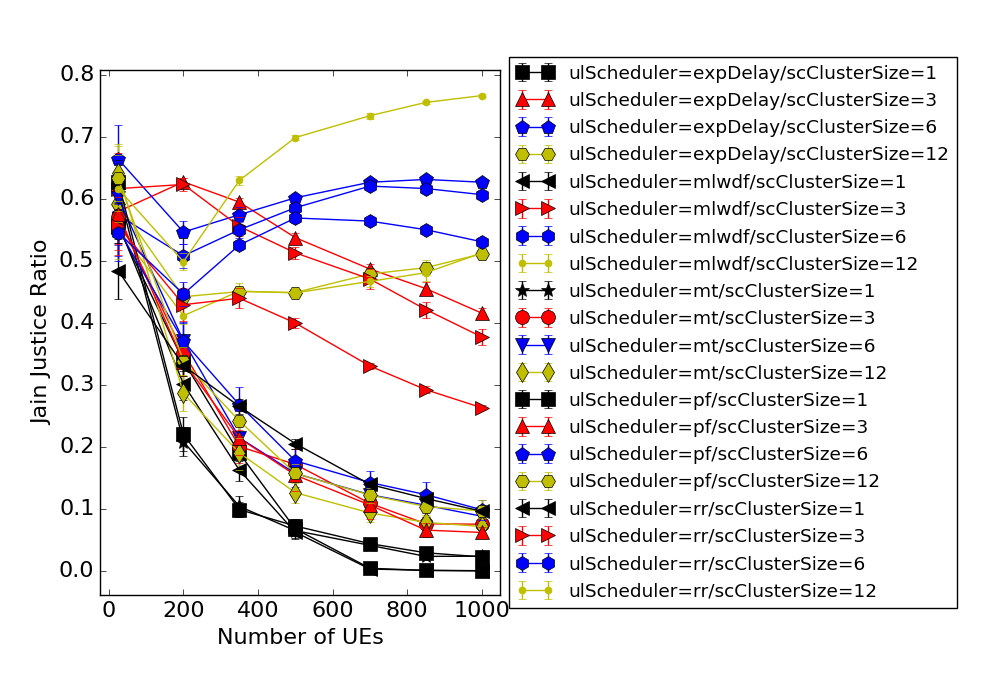 0.8
0.7
0.6
0.5
0.4
0.3
0.2
0.1
0.0
Jain Justice Ratio
0 200 400 600 800 1000
Number of UEs
ulScheduler=expDelay/scClusterSize=1
ulScheduler=expDelay/scClusterSize=3
ulScheduler=expDelay/scClusterSize=6
ulScheduler=expDelay/scClusterSize=12
ulScheduler=mlwdf/scClusterSize=1
ulScheduler=mlwdf/scClusterSize=3
ulScheduler=mlwdf/scClusterSize=6
ulScheduler=mlwdf/scClusterSize=12
ulScheduler=mt/scClusterSize=1
ulScheduler=mt/scClusterSize=3
ulScheduler=mt/scClusterSize=6
ulScheduler=mt/scClusterSize=12
ulScheduler=pf/scClusterSize=1
ulScheduler=pf/scClusterSize=3
ulScheduler=pf/scClusterSize=6
ulScheduler=pf/scClusterSize=12
ulScheduler=rr/scClusterSize=1
ulScheduler=rr/scClusterSize=3
ulScheduler=rr/scClusterSize=6
ulScheduler=rr/scClusterSize=12